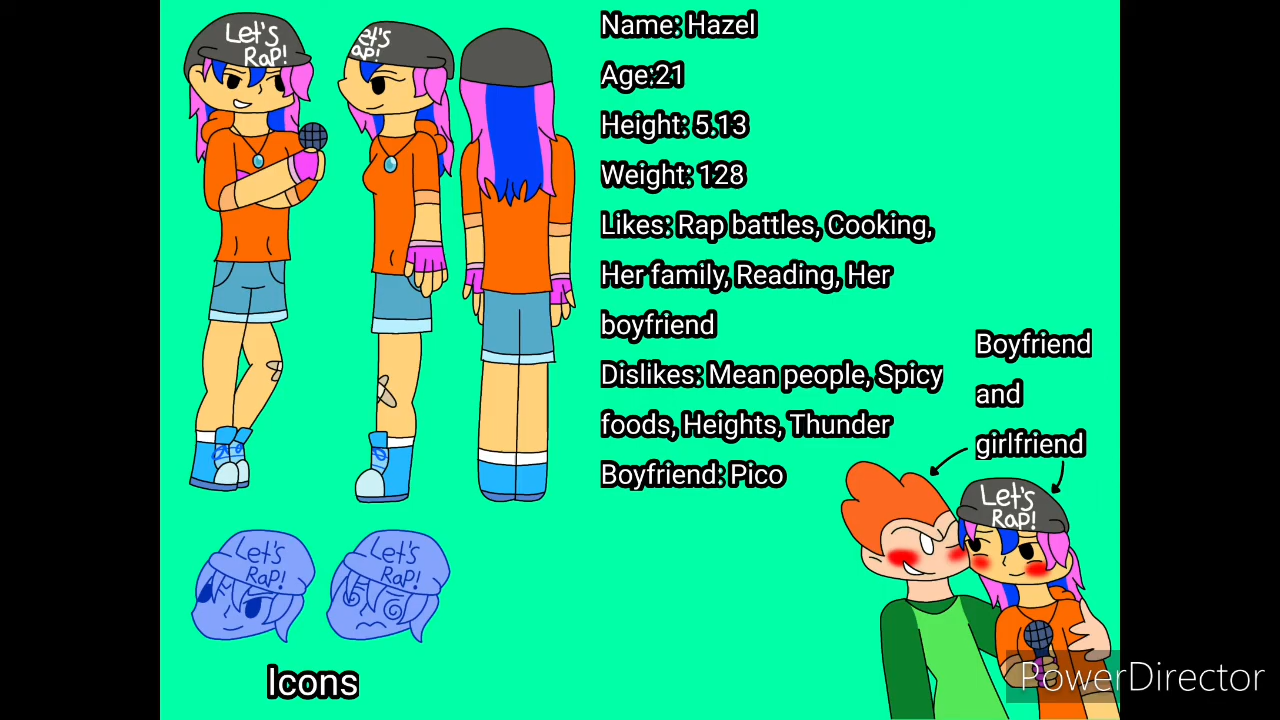 Let's
Rap!
et's
ap!
Name: Hazel
Age:21
Height: 5.13
Weight: 128
Likes: Rap battles, Cooking,
Her family, Reading, Her
boyfriend
Dislikes: Mean people, Spicy
foods, Heights, Thunder
Boyfriend: Pico
Boyfriend
and
girlfriend
Let's
Rap!
Let's
Rap!
Let's
Rap!
Icons
PowerDirector